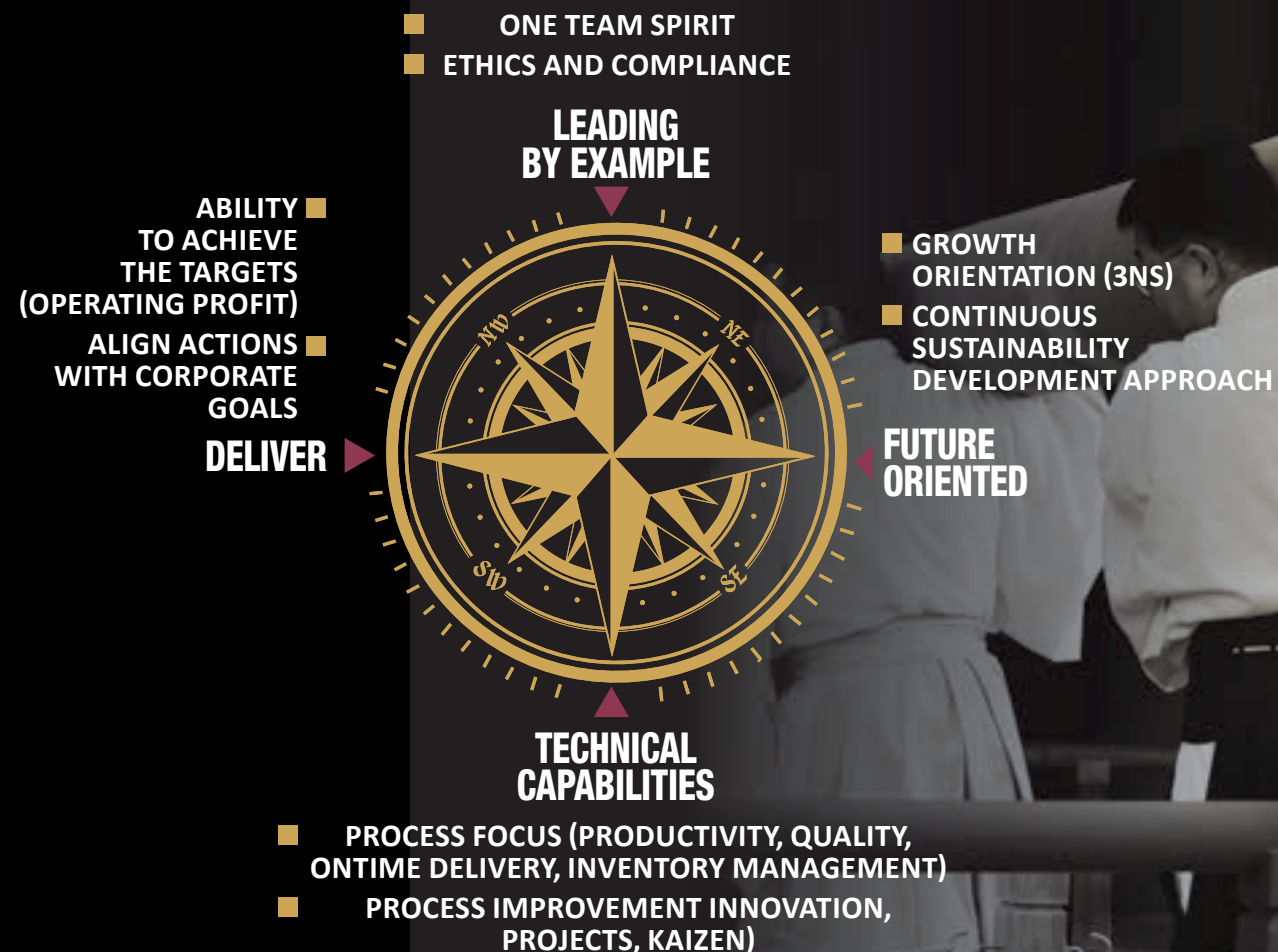 ONE TEAM SPIRIT
ETHICS AND COMPLIANCE
LEADING
BY EXAMPLE
ABILITY
TO ACHIEVE
THE TARGETS
(OPERATING PROFIT)
ALIGN ACTIONS
WITH CORPORATE
GOALS
DELIVER
GROWTH
ORIENTATION (3NS)
CONTINUOUS
SUSTAINABILITY
DEVELOPMENT APPROACH
FUTURE
ORIENTED
NW
NE
SW
SE
TECHNICAL
CAPABILITIES
PROCESS FOCUS (PRODUCTIVITY, QUALITY,
ONTIME DELIVERY, INVENTORY MANAGEMENT)
PROCESS IMPROVEMENT INNOVATION,
PROJECTS, KAIZEN)